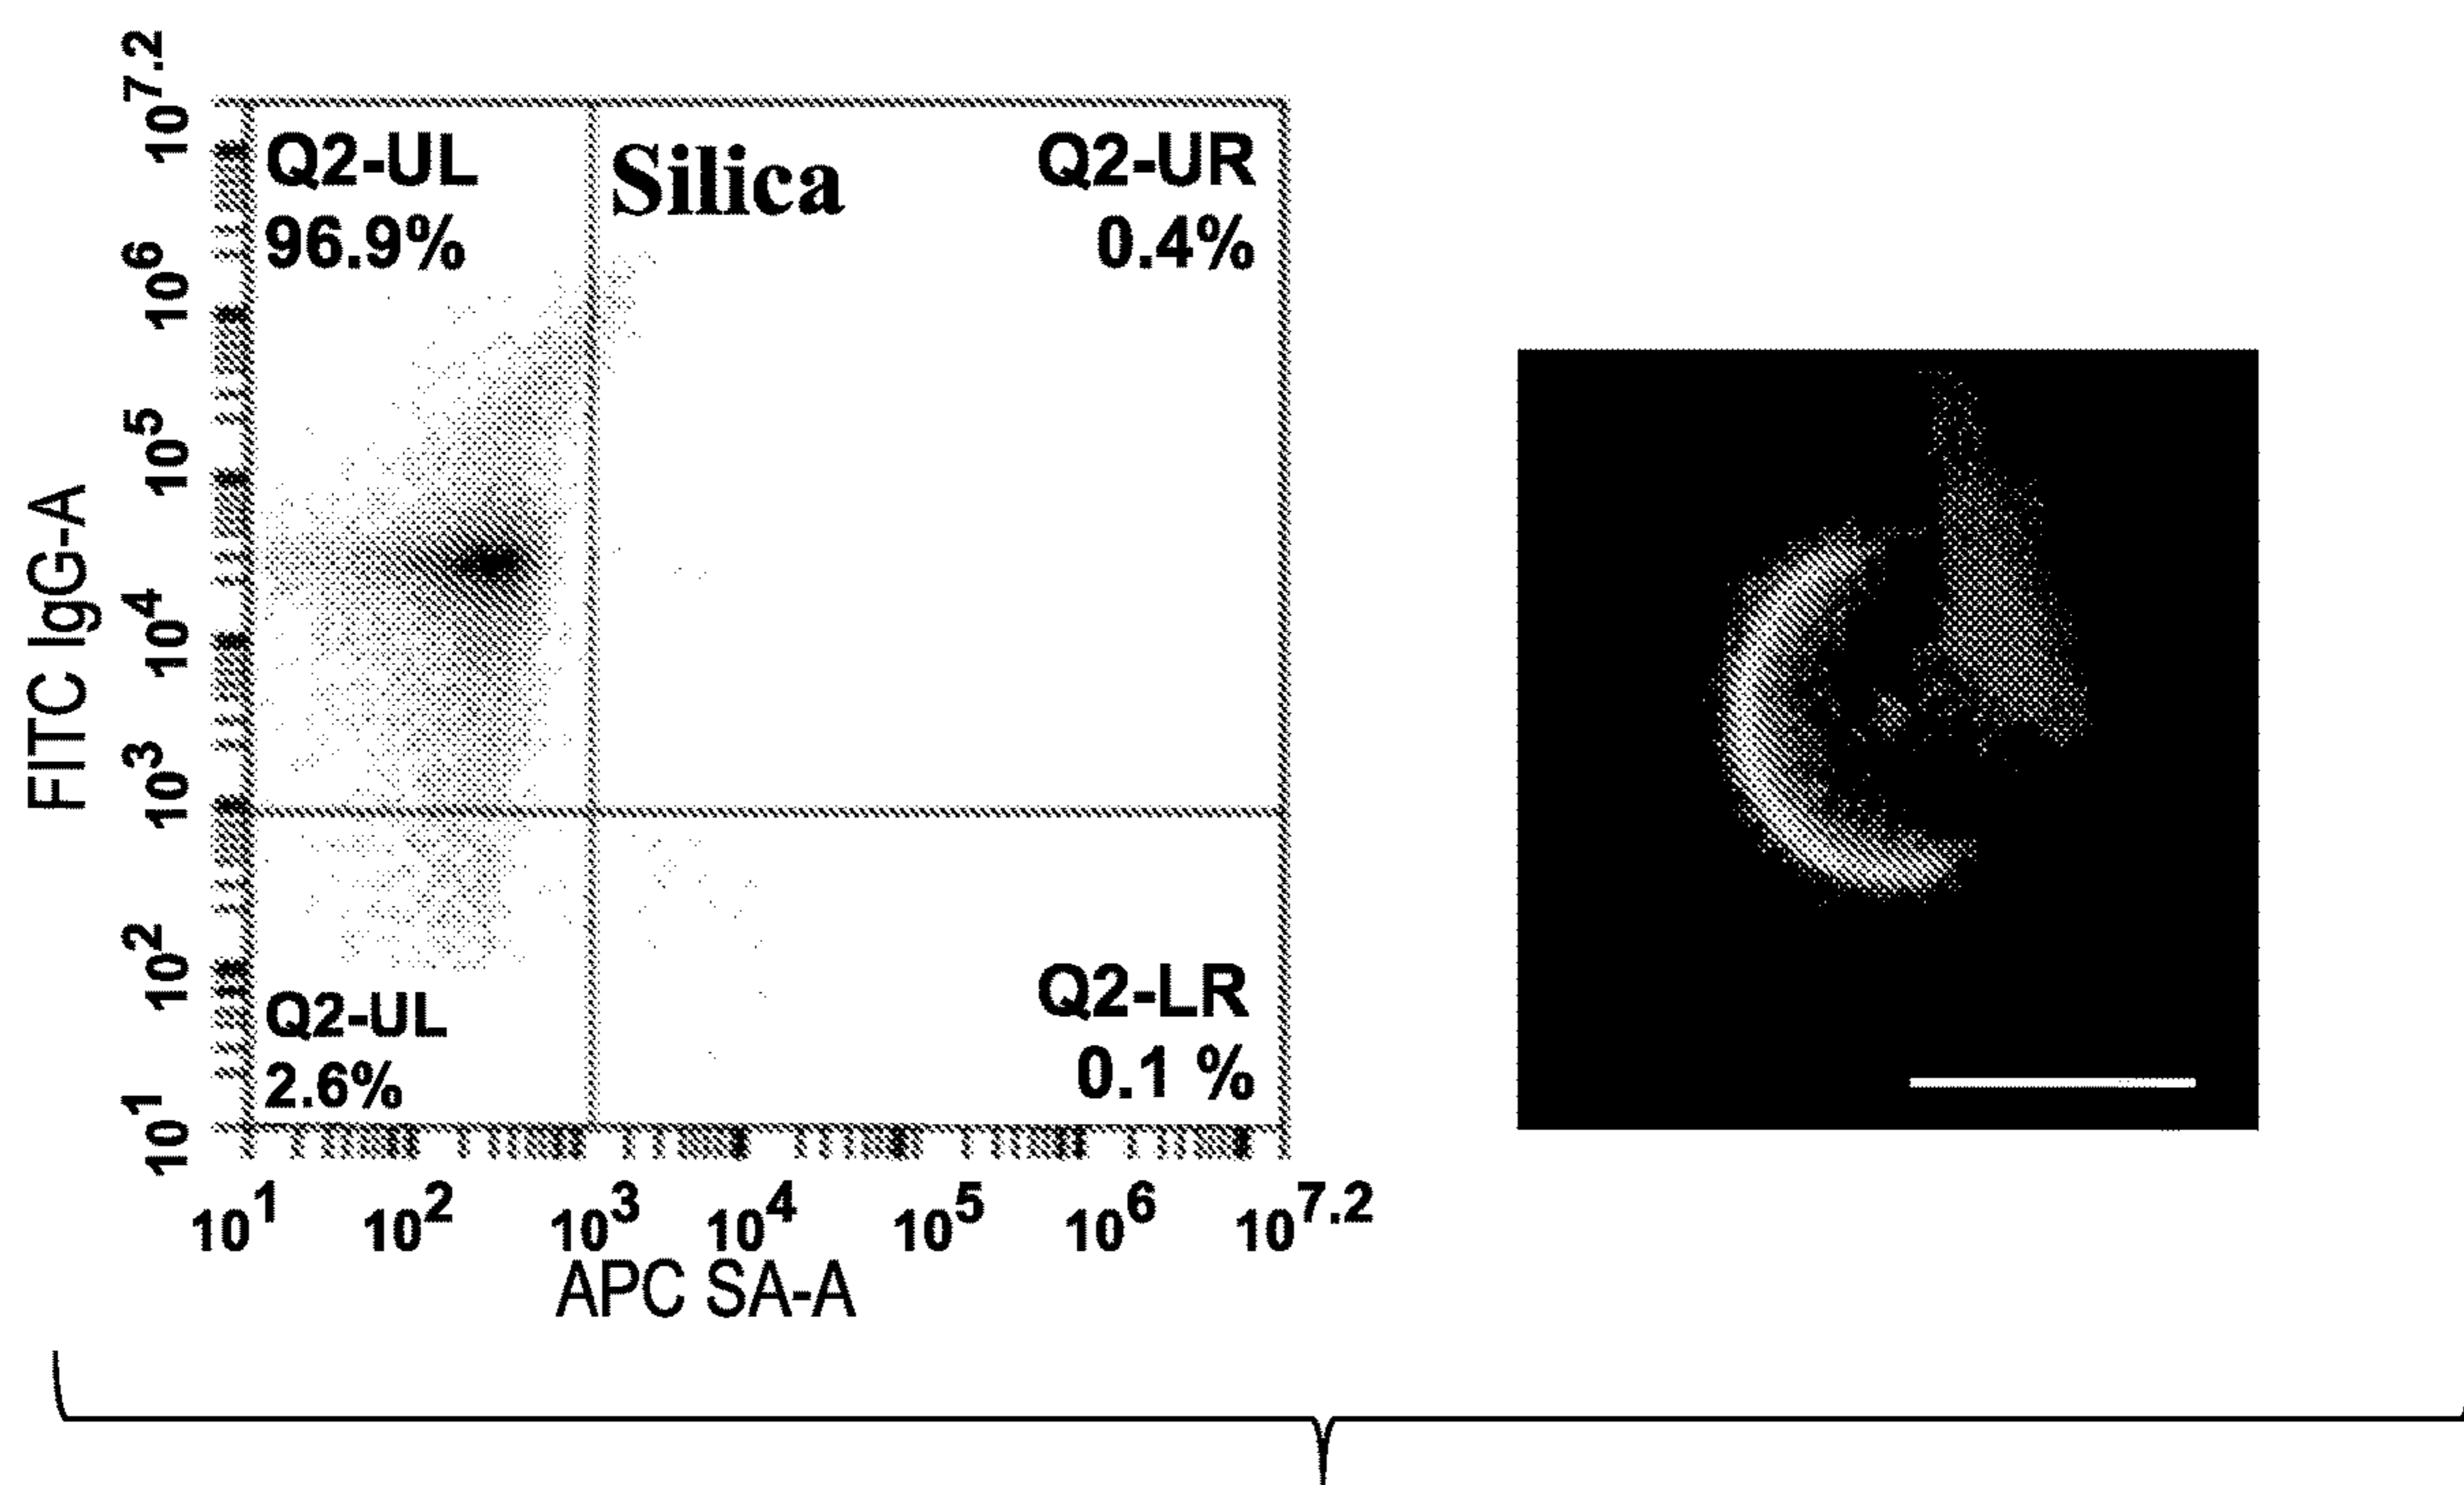 10^7.2
10^6
10^5
10^4
10^3
10^2
10^1
FITC IgG-A
Q2-UL
96.9%
Silica
Q2-UR
0.4%
Q2-UL
2.6%
Q2-LR
0.1 %
10^1 10^2 10^3 10^4 10^5 10^6 10^7.2
APC SA-A